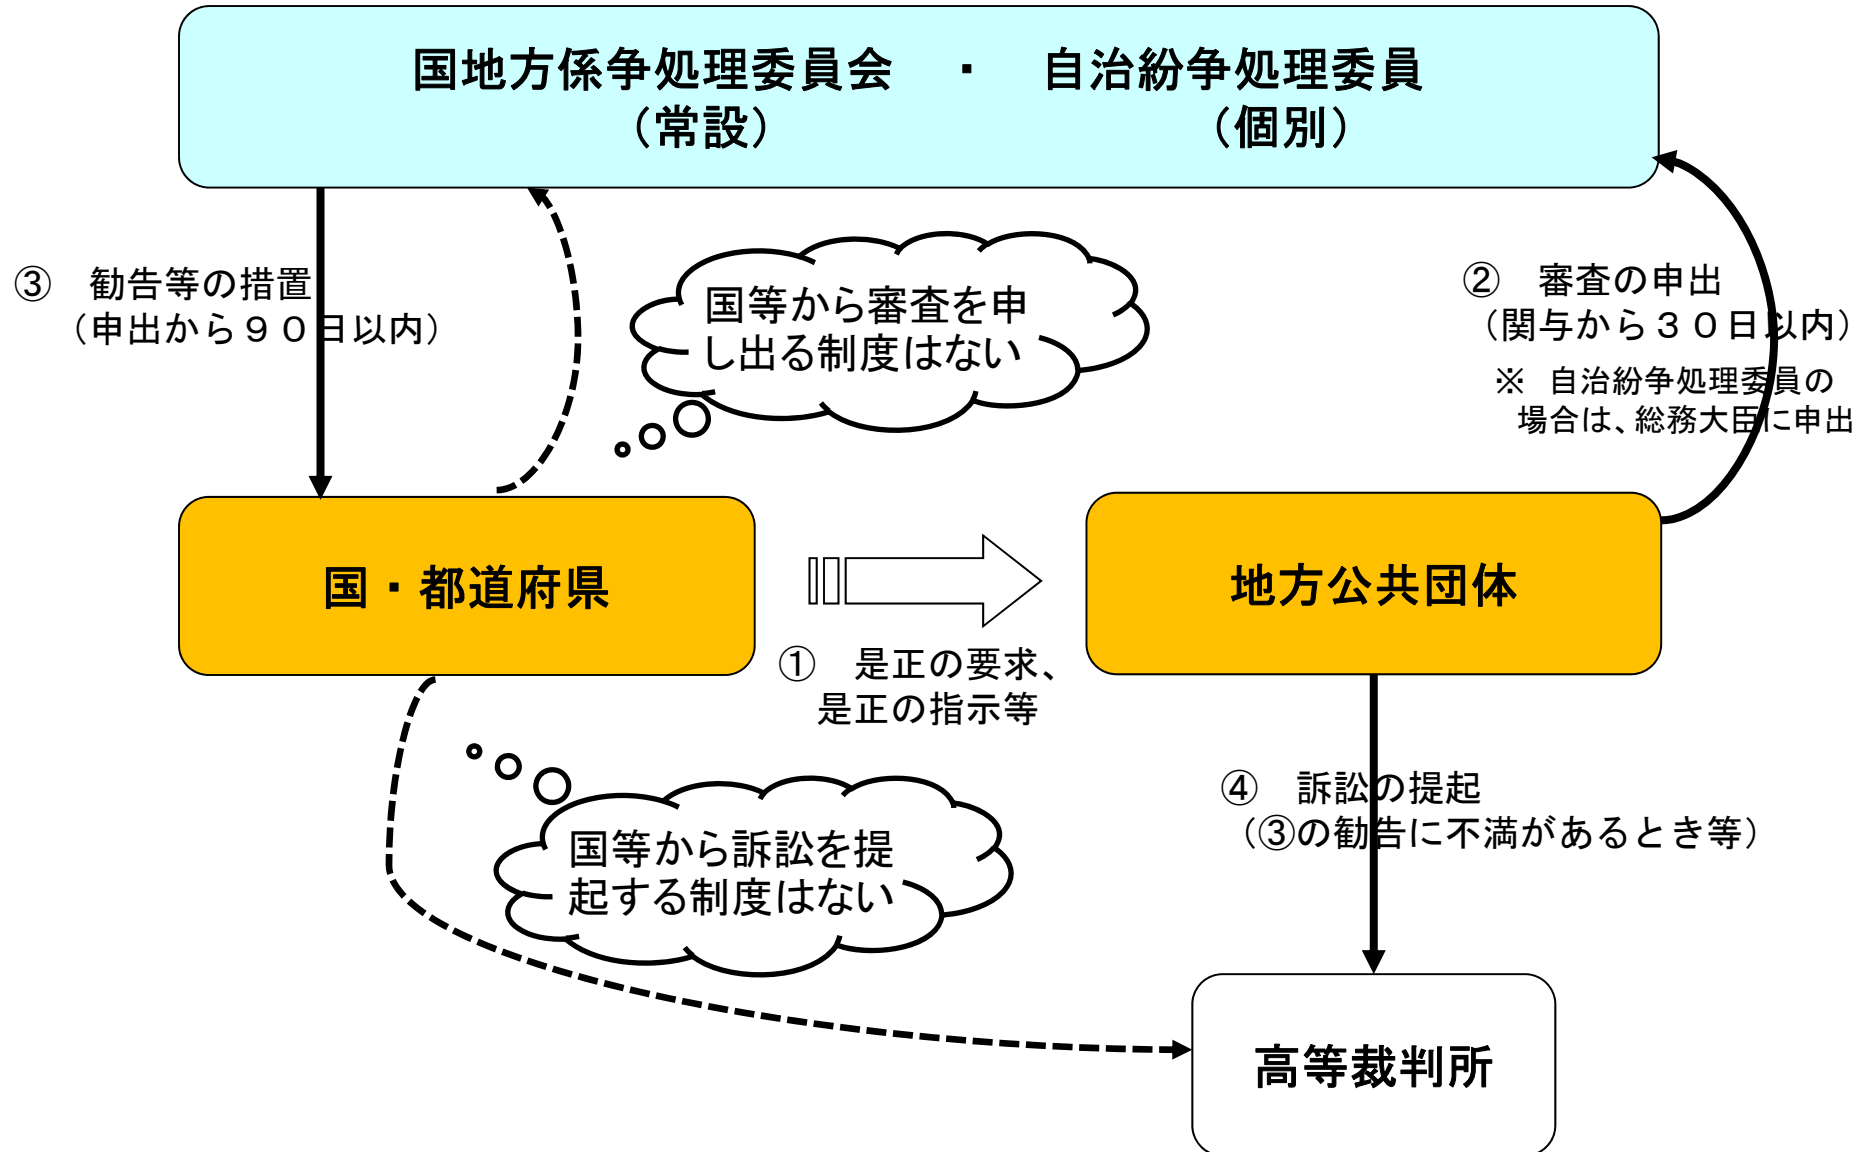 国地方係争処理委員会　・　自治紛争処理委員
（常設）　（個別）
③　勧告等の措置
（申出から９０日以内）
国等から審査を申
し出る制度はない
②　審査の申出
（関与から３０日以内）
※　自治紛争処理委員の
場合は、総務大臣に申出
国・都道府県
地方公共団体
①　是正の要求、
是正の指示等
国等から訴訟を提
起する制度はない
④　訴訟の提起
（③の勧告に不満があるとき等）
高等裁判所